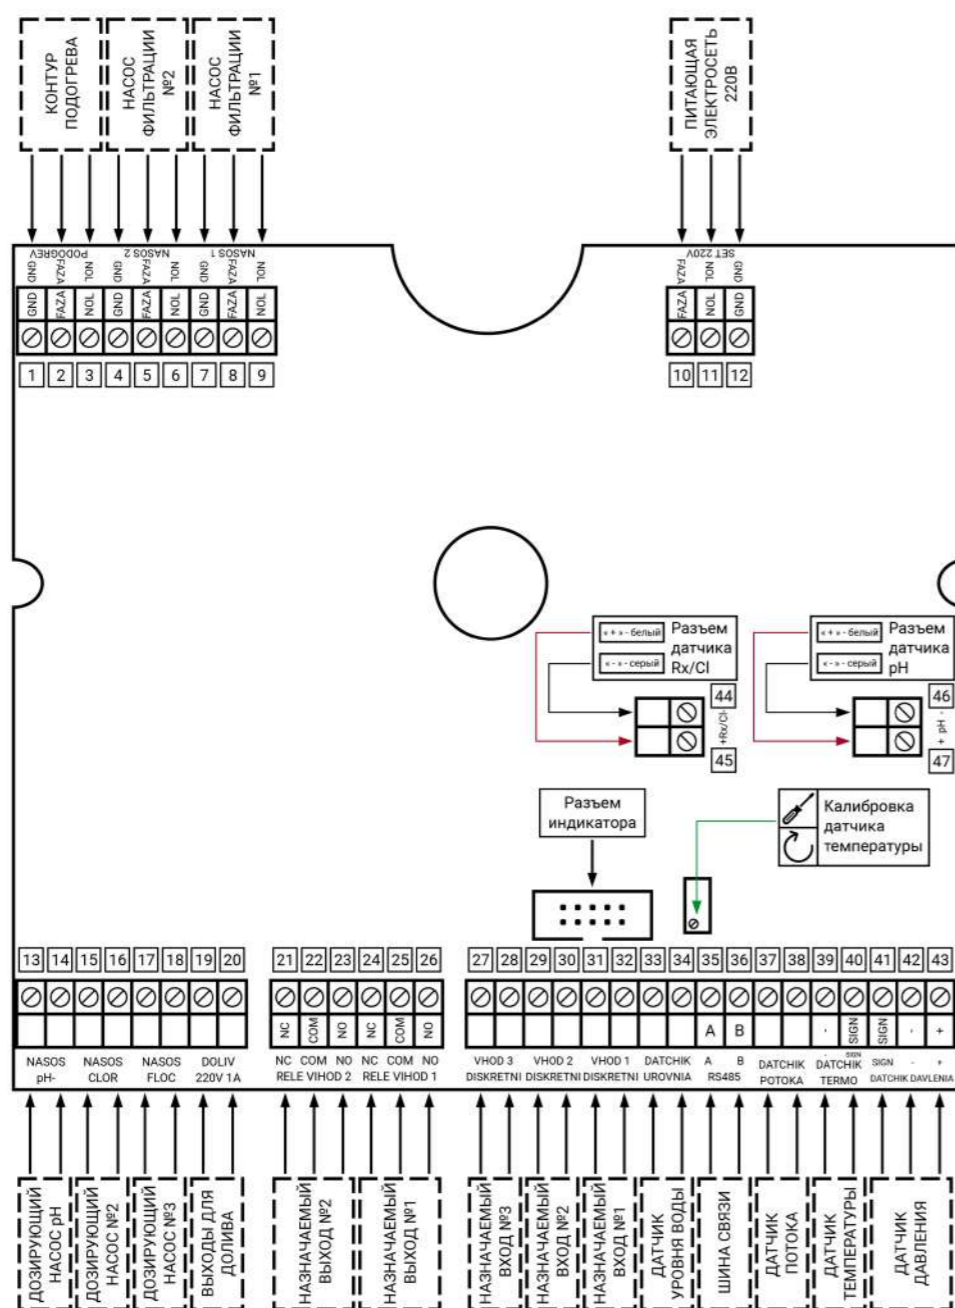 КОНТУР
ПОДОГРЕВА
НАСОС
ФИЛЬТРАЦИИ
№2
НАСОС
ФИЛЬТРАЦИИ
№1
ПИТАЮЩАЯ
ЭЛЕКТРОСЕТЬ
220В
PODOGREV
NASOS 2
NASOS 1
SET 220V
GND FAZA NOL GND FAZA NOL GND FAZA NOL
FAZA NOL GND
GND FAZA NOL GND FAZA NOL GND FAZA NOL
FAZA NOL GND
1 2 3 4 5 6 7 8 9
10 11 12
«+» - белый
«-» - серый
Разъем
датчика
Rx/Cl
44
+Rx/Cl-
45
«+» - белый
«-» - серый
Разъем
датчика
pH
46
+ pH -
47
Разъем
индикатора
Калибровка
датчика
температуры
13 14 15 16 17 18 19 20
21 22 23 24 25 26
27 28 29 30 31 32 33 34 35 36 37 38 39 40 41 42 43
NC COM NO NC COM NO
A B - SIGN SIGN - +
NASOS
pH-
NASOS
CLOR
NASOS
FLOC
DOLIV
220V 1A
NC COM NO NC COM NO
RELE VIHOD 2 RELE VIHOD 1
VHOD 3
DISKRETNI
VHOD 2
DISKRETNI
VHOD 1
DISKRETNI
DATCHIK
UROVNIA
A B
RS485
DATCHIK
POTOKA
- SIGN
DATCHIK
TERMO
SIGN - +
DATCHIK DAVLENIA
ДОЗИРУЮЩИЙ
НАСОС pH
ДОЗИРУЮЩИЙ
НАСОС №2
ДОЗИРУЮЩИЙ
НАСОС №3
ВЫХОДЫ ДЛЯ
ДОЛИВА
НАЗНАЧАЕМЫЙ
ВЫХОД №2
НАЗНАЧАЕМЫЙ
ВЫХОД №1
НАЗНАЧАЕМЫЙ
ВХОД №3
НАЗНАЧАЕМЫЙ
ВХОД №2
НАЗНАЧАЕМЫЙ
ВХОД №1
ДАТЧИК
УРОВНЯ ВОДЫ
ШИНА СВЯЗИ
ДАТЧИК
ПОТОКА
ДАТЧИК
ТЕМПЕРАТУРЫ
ДАТЧИК
ДАВЛЕНИЯ